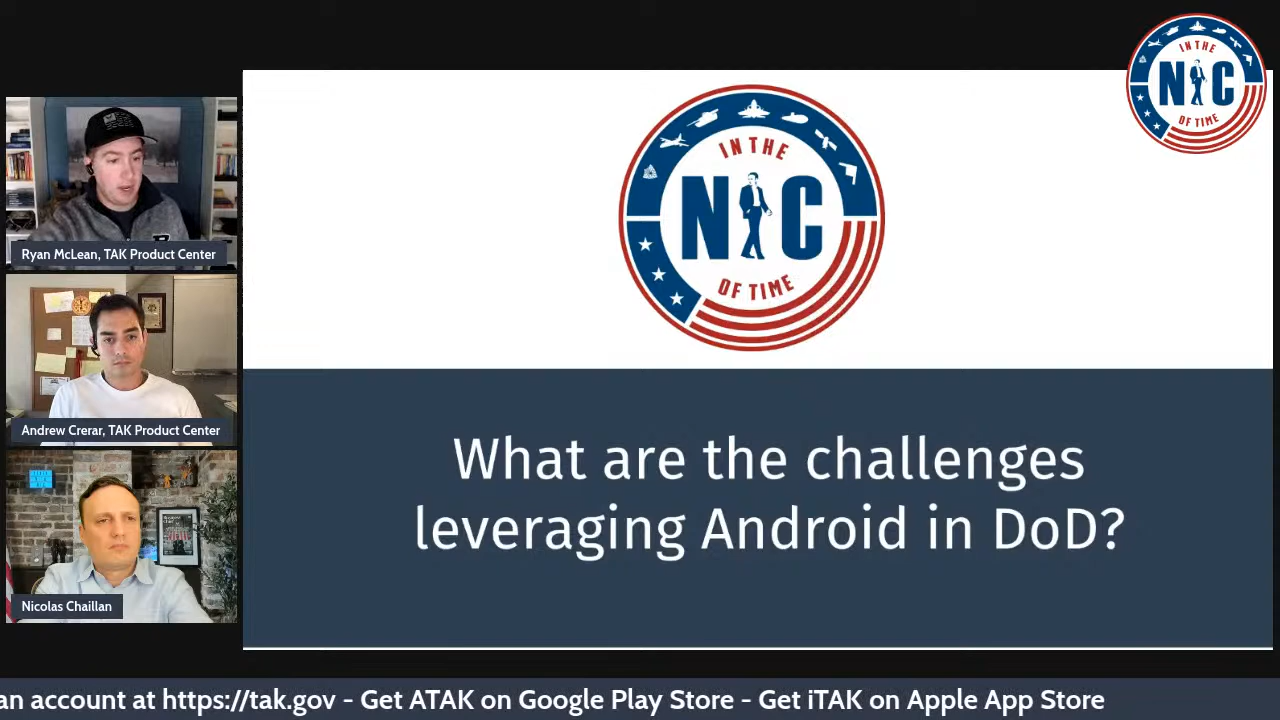 IN THE
NIC
OF TIME
IN THE
NIC
OF TIME
Ryan McLean, TAK Product Center
Andrew Crerar, TAK Product Center
Nicolas Chaillan
What are the challenges
leveraging Android in DoD?
an account at https://tak.gov - Get ATAK on Google Play Store - Get iTAK on Apple App Store